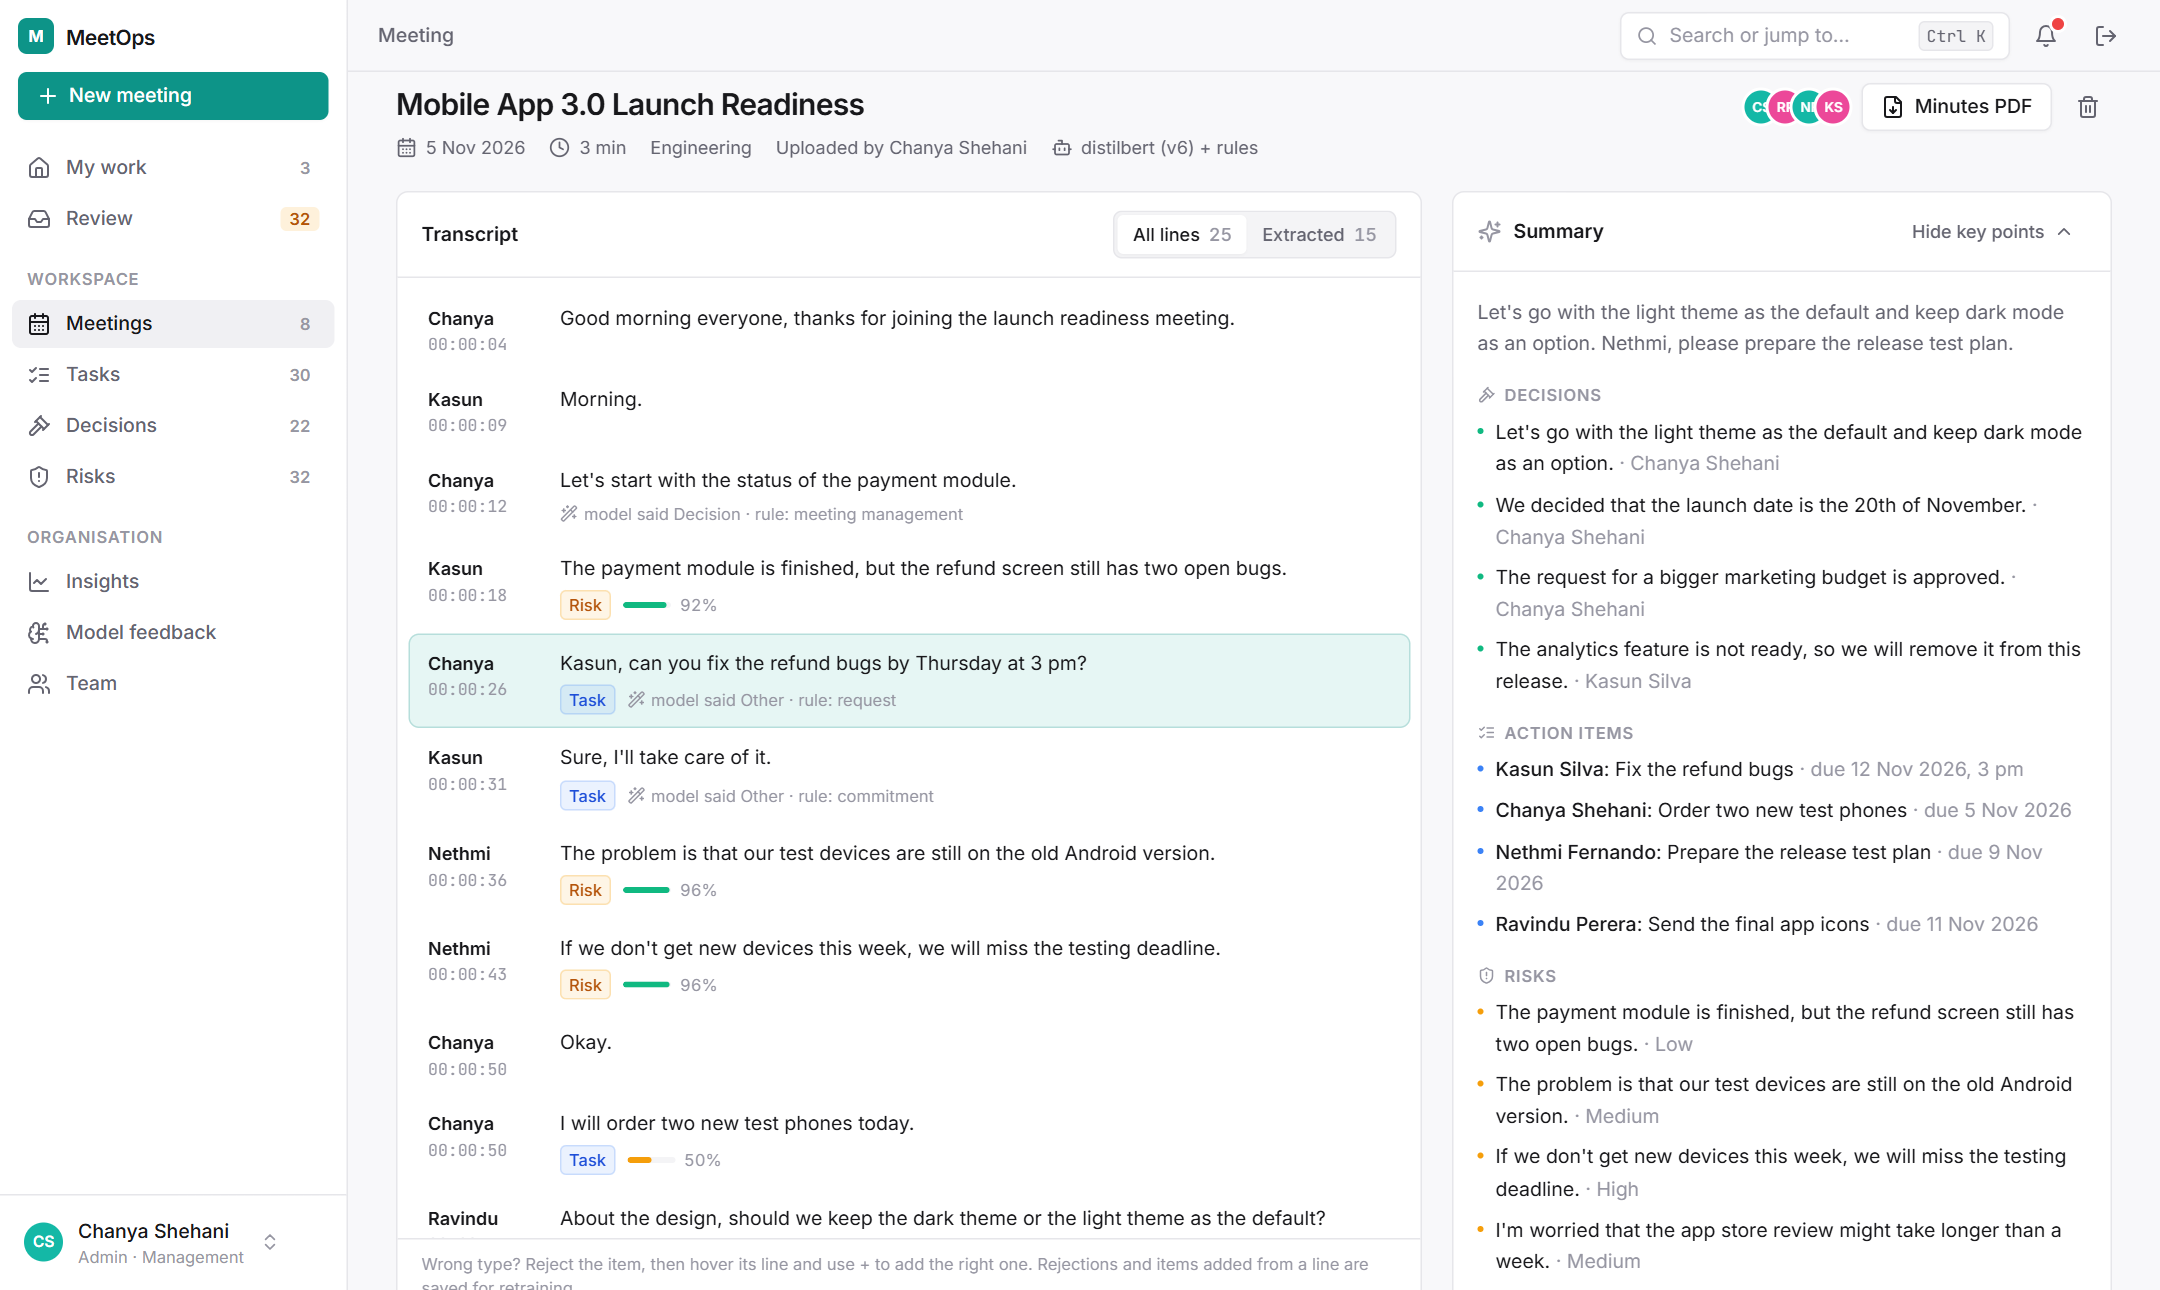 M MeetOps
New meeting
My work 3
Review 32
WORKSPACE
Meetings 8
Tasks 30
Decisions 22
Risks 32
ORGANISATION
Insights
Model feedback
Team
CS Chanya Shehani
Admin · Management
Meeting
Search or jump to... Ctrl K
Mobile App 3.0 Launch Readiness
5 Nov 2026 3 min Engineering Uploaded by Chanya Shehani distilbert (v6) + rules
KS
Minutes PDF
Transcript
All lines 25 Extracted 15
Chanya Good morning everyone, thanks for joining the launch readiness meeting.
00:00:04
Kasun Morning.
00:00:09
Chanya Let's start with the status of the payment module.
00:00:12 model said Decision · rule: meeting management
Kasun The payment module is finished, but the refund screen still has two open bugs.
00:00:18 Risk 92%
Chanya Kasun, can you fix the refund bugs by Thursday at 3 pm?
00:00:26 Task model said Other · rule: request
Kasun Sure, I'll take care of it.
00:00:31 Task model said Other · rule: commitment
Nethmi The problem is that our test devices are still on the old Android version.
00:00:36 Risk 96%
Nethmi If we don't get new devices this week, we will miss the testing deadline.
00:00:43 Risk 96%
Chanya Okay.
00:00:50
Chanya I will order two new test phones today.
00:00:50 Task 50%
Ravindu About the design, should we keep the dark theme or the light theme as the default?
Wrong type? Reject the item, then hover its line and use + to add the right one. Rejections and items added from a line are
saved for retraining.
Summary Hide key points
Let's go with the light theme as the default and keep dark mode
as an option. Nethmi, please prepare the release test plan.
DECISIONS
Let's go with the light theme as the default and keep dark mode
as an option. · Chanya Shehani
We decided that the launch date is the 20th of November. ·
Chanya Shehani
The request for a bigger marketing budget is approved. ·
Chanya Shehani
The analytics feature is not ready, so we will remove it from this
release. · Kasun Silva
ACTION ITEMS
Kasun Silva: Fix the refund bugs · due 12 Nov 2026, 3 pm
Chanya Shehani: Order two new test phones · due 5 Nov 2026
Nethmi Fernando: Prepare the release test plan · due 9 Nov
2026
Ravindu Perera: Send the final app icons · due 11 Nov 2026
RISKS
The payment module is finished, but the refund screen still has
two open bugs. · Low
The problem is that our test devices are still on the old Android
version. · Medium
If we don't get new devices this week, we will miss the testing
deadline. · High
I'm worried that the app store review might take longer than a
week. · Medium